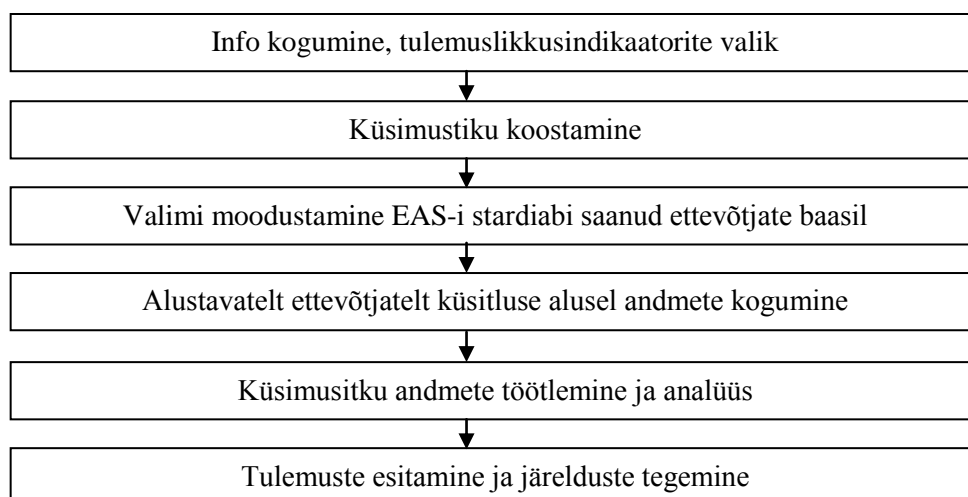 Info kogumine, tulemuslikkusindikaatorite valik
Küsimustiku koostamine
Valimi moodustamine EAS-i stardiabi saanud ettevõtjate baasil
Alustavatelt ettevõtjatelt küsitluse alusel andmete kogumine
Küsimusitku andmete töötlemine ja analüüs
Tulemuste esitamine ja järelduste tegemine